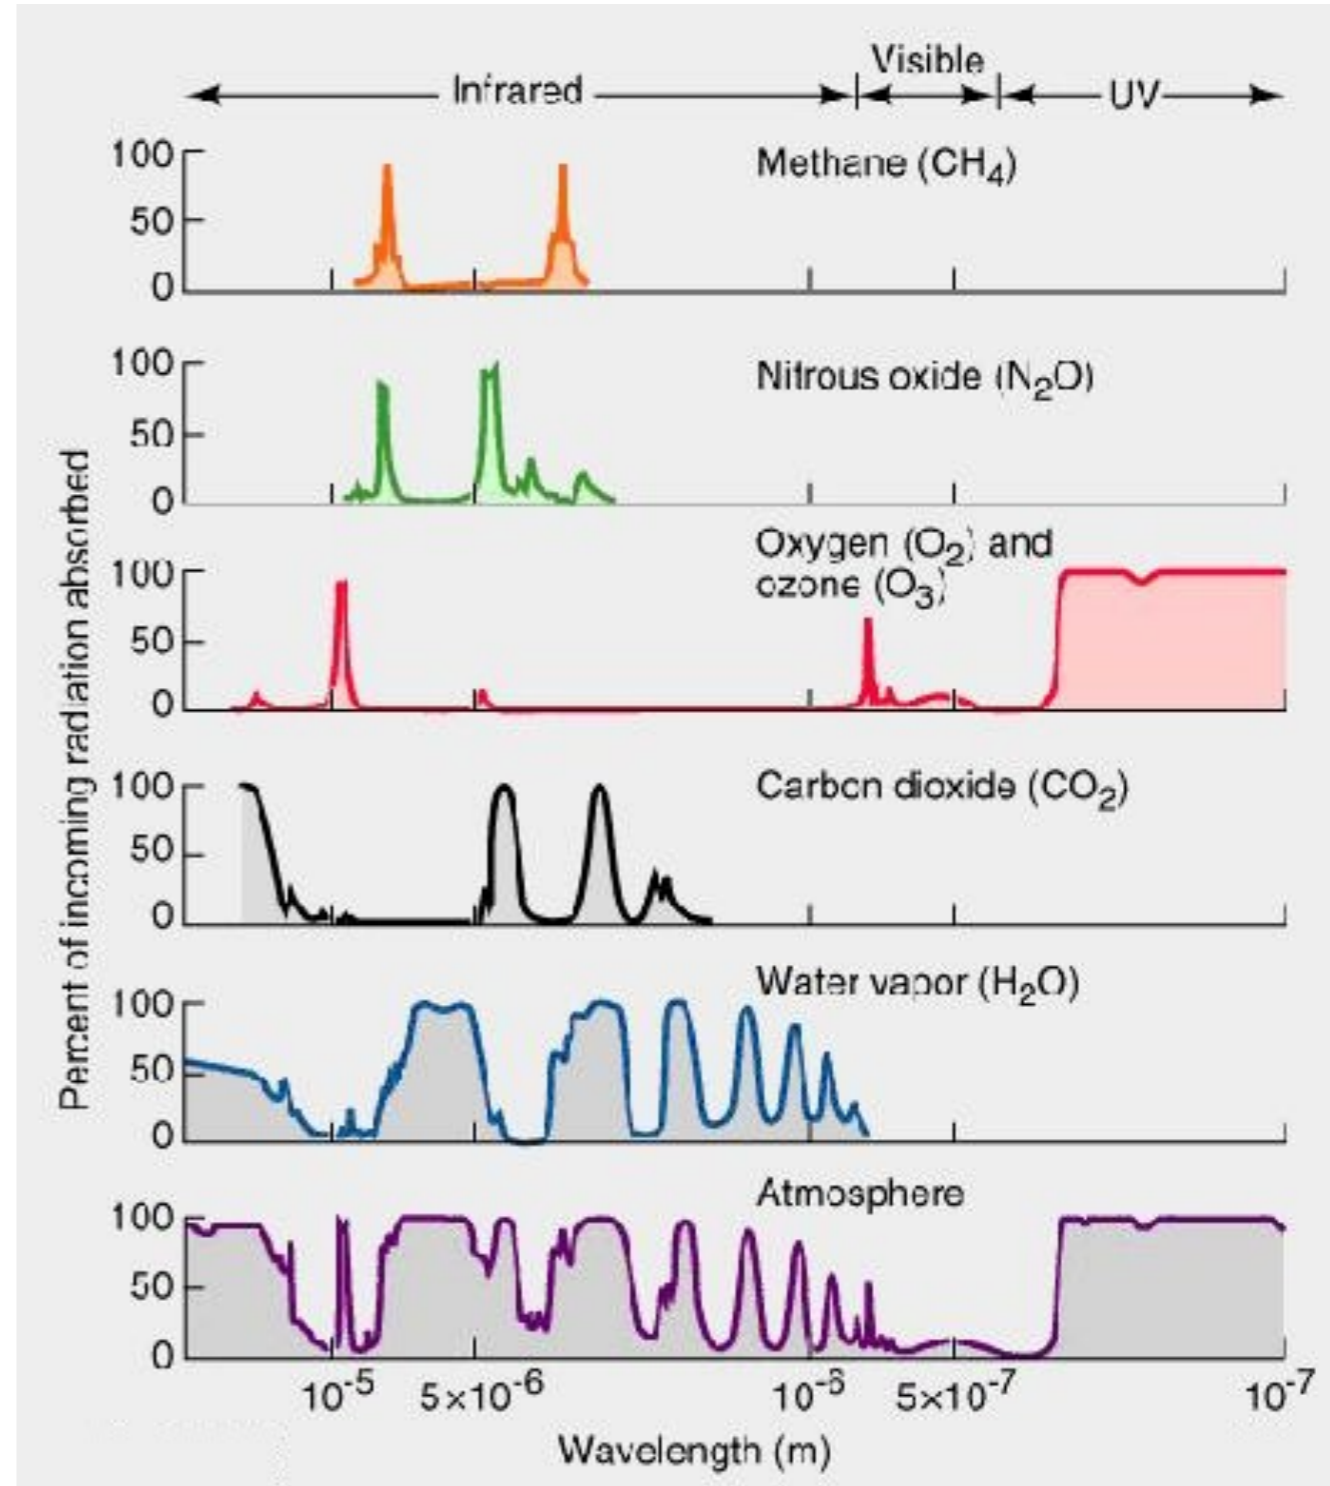 Visible
Infrared
UV
Methane (CH₄)
100
50
0
Nitrous oxide (N₂O)
100
50
0
Oxygen (O₂) and
ozone (O₃)
100
50
0
Carbon dioxide (CO₂)
100
50
0
Water vapor (H₂O)
100
50
0
Atmosphere
100
50
0
Percent of incoming radiation absorbed
10⁻⁵ 5×10⁻⁶ 10⁻⁶ 5×10⁻⁷ 10⁻⁷
Wavelength (m)